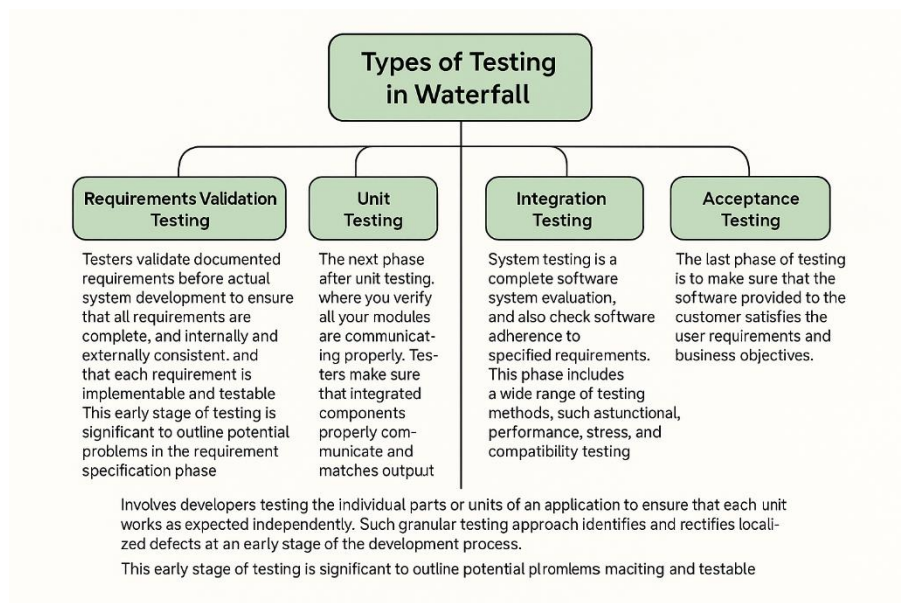 Types of Testing
in Waterfall
Requirements Validation
Testing
Testers validate documented
requirements before actual
system development to ensure
that all requirements are
complete, and internally and
externally consistent. and
that each requirement is
implementable and testable
This early stage of testing is
significant to outline potential
problems in the requirement
specification phase
Unit
Testing
The next phase
after unit testing.
where you verify
all your modules
are communicat-
ing properly. Tes-
ters make sure
that integrated
components
properly com-
municate and
matches output
Integration
Testing
System testing is a
complete software
system evaluation,
and also check software
adherence to
specified requirements.
This phase includes
a wide range of testing
methods, such astunctional,
performance, stress, and
compatibility testing
Acceptance
Testing
The last phase of testing
is to make sure that the
software provided to the
customer satisfies the
user requirements and
business objectives.
Involves developers testing the individual parts or units of an application to ensure that each unit
works as expected independently. Such granular testing approach identifies and rectifies locali-
zed defects at an early stage of the development process.
This early stage of testing is significant to outline potential plromlems maciting and testable